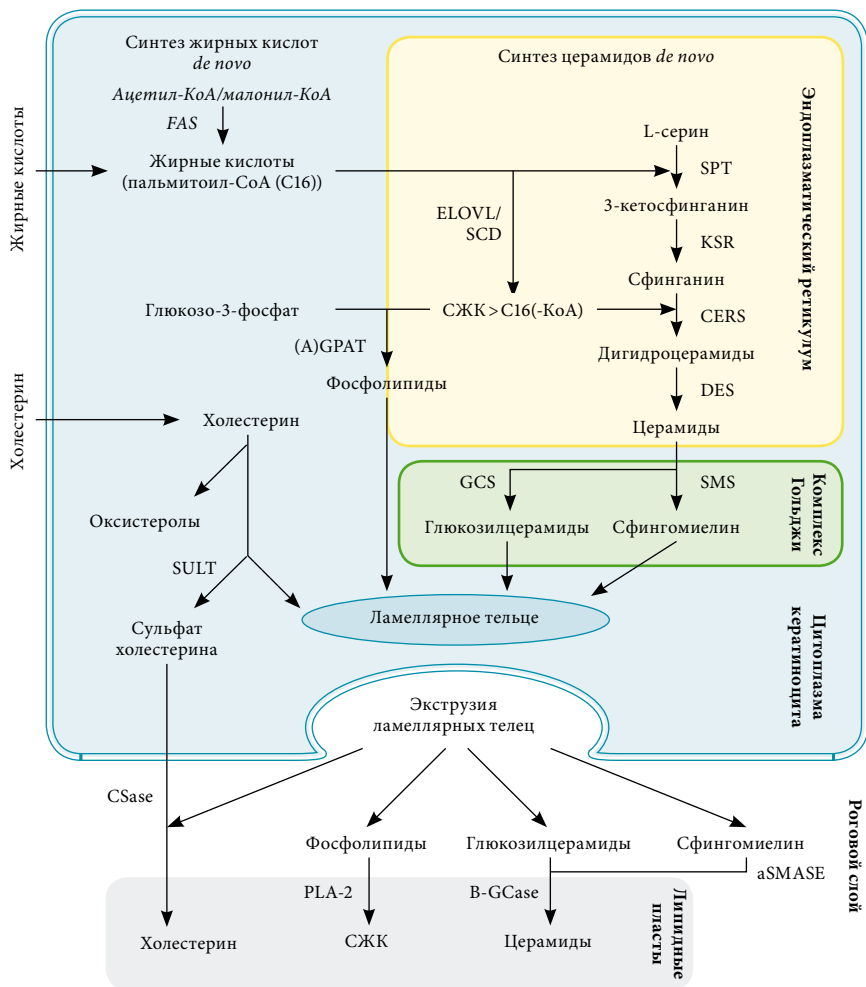 Синтез жирных кислот
de novo
Ацетил-КоА/малонил-КоА
FAS
Жирные кислоты
(пальмитоил-СоА (С16))
Жирные кислоты
Синтез церамидов de novo
L-серин
SPT
3-кетосфинганин
KSR
Сфинганин
CERS
Дигидроцерамиды
DES
Церамиды
ELOVL/
SCD
СЖК > С16(-КоА)
Эндоплазматический ретикулум
Глюкозо-3-фосфат
(A)GPAT
Фосфолипиды
Холестерин
Холестерин
Оксистеролы
SULT
Сульфат
холестерина
GCS
SMS
Глюкозилцерамиды
Сфингомиелин
Комплекс
Гольджи
Ламеллярное тельце
Цитоплазма
кератиноцита
Экструзия
ламеллярных телец
CSase
Фосфолипиды
Глюкозилцерамиды
Сфингомиелин
PLA-2
B-GCase
aSMASE
Роговой слой
Холестерин
СЖК
Церамиды
Липидные
пласты